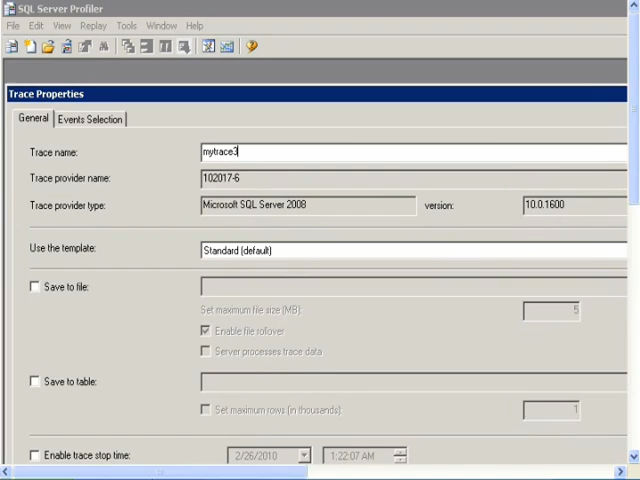 SQL Server Profiler
File Edit View Replay Tools Window Help
Trace Properties
General Events Selection
Trace name: mytrace3
Trace provider name: 102017-6
Trace provider type: Microsoft SQL Server 2008 version: 10.0.1600
Use the template: Standard (default)
Save to file:
Set maximum file size (MB): 5
Enable file rollover
Server processes trace data
Save to table:
Set maximum rows (in thousands): 1
Enable trace stop time: 2/26/2010 1:22:07 AM